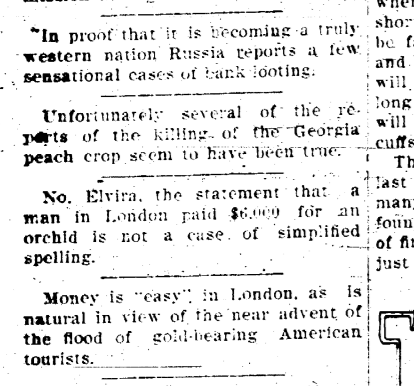 "In proof that it is becoming a truly
western nation Russia reports a few
sensational cases of bank looting.
Unfortunately several of the re-
ports of the killing of the Georgia
peach crop seem to have been true.
No, Elvira, the statement that a
man in London paid $6,000 for an
orchid is not a case of simplified
spelling.
Money is "easy" in London, as is
natural in view of the near advent of
the flood of gold-bearing American
tourists.
shor
be f
and
will
long
will
cuffs
Th
last
many
foun
of fi
just